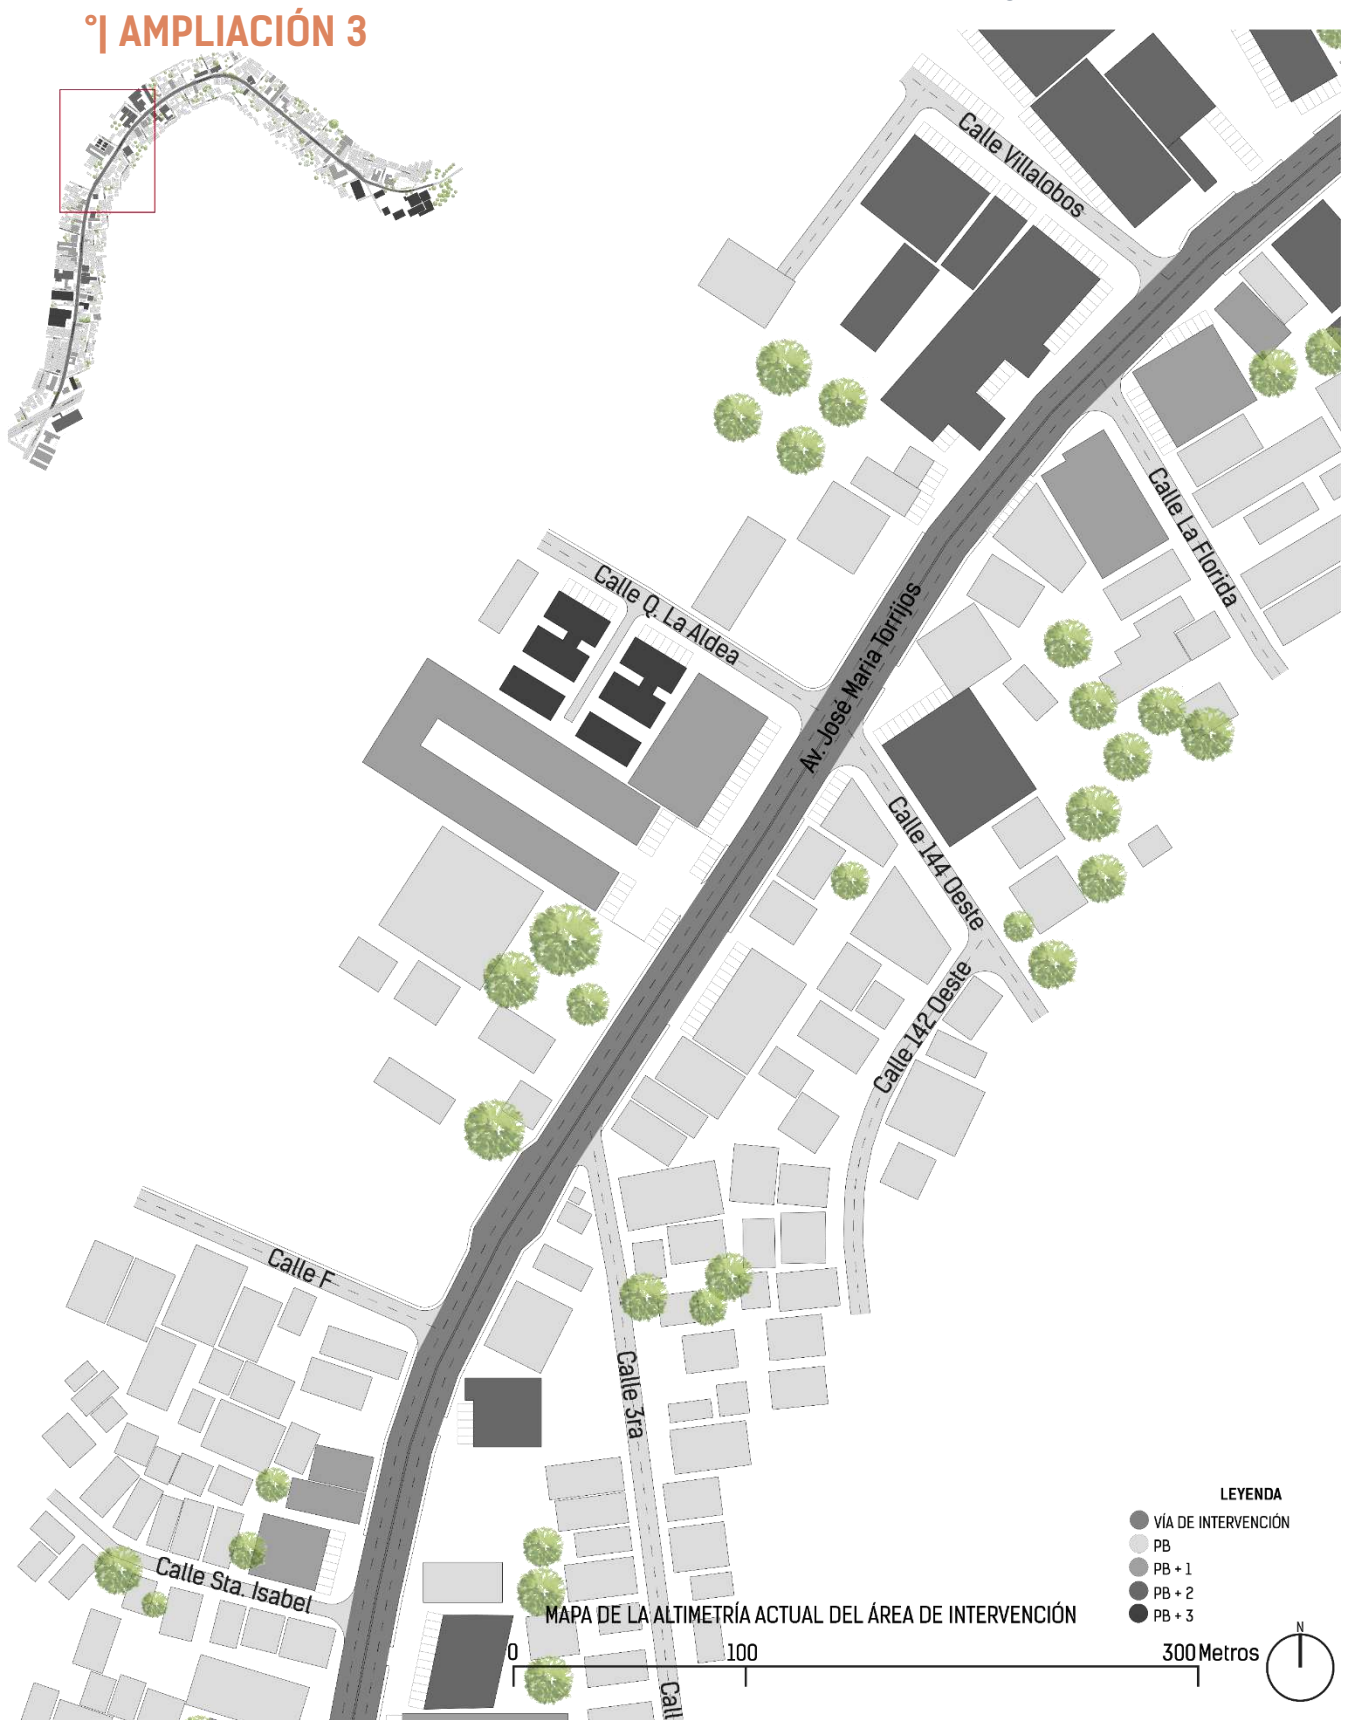 °| AMPLIACIÓN 3
Calle Villalobos
Calle La Florida
Calle Q. La Aldea
Av. José Maria Torrijos
Calle 144 Oeste
Calle 142 Oeste
Calle F
Calle 3ra
Calle Sta. Isabel
Call
LEYENDA
VÍA DE INTERVENCIÓN
PB
PB + 1
PB + 2
PB + 3
MAPA DE LA ALTIMETRÍA ACTUAL DEL ÁREA DE INTERVENCIÓN
0 100 300 Metros
N